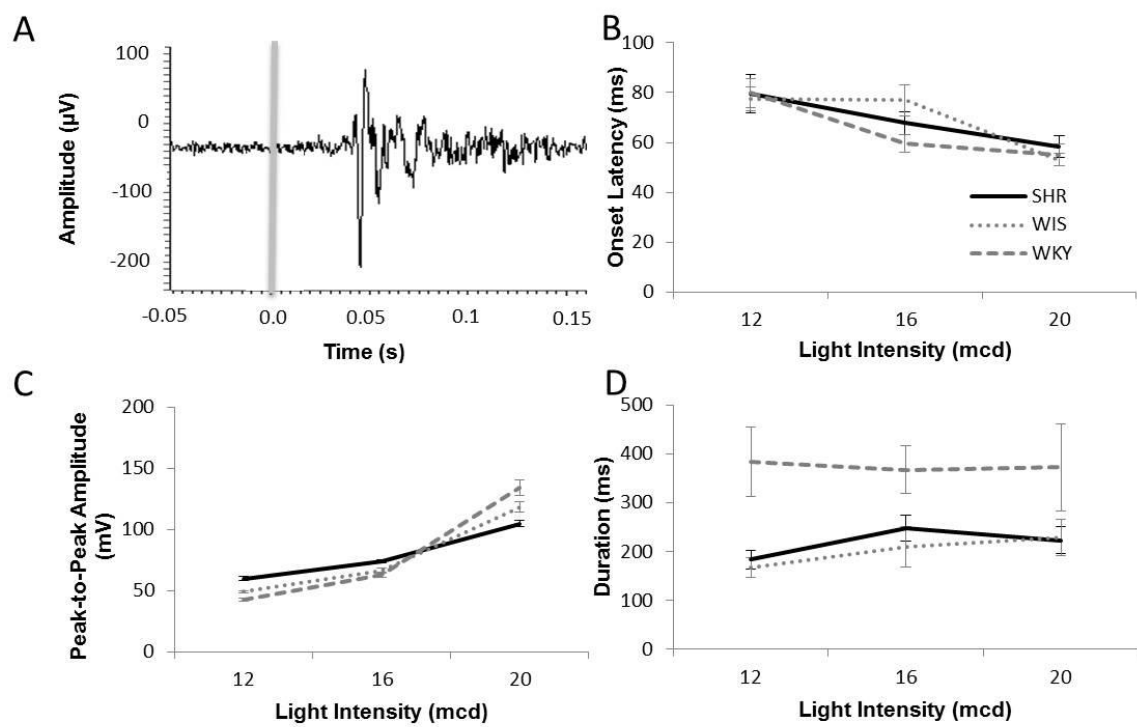 A
Amplitude (µV)
100
0
-100
-200
-0.05
0.0
0.05
0.1
0.15
Time (s)
B
Onset Latency (ms)
100
80
60
40
20
0
SHR
WIS
WKY
12
16
20
Light Intensity (mcd)
C
Peak-to-Peak Amplitude
(mV)
200
150
100
50
0
12
16
20
Light Intensity (mcd)
D
Duration (ms)
500
400
300
200
100
0
12
16
20
Light Intensity (mcd)